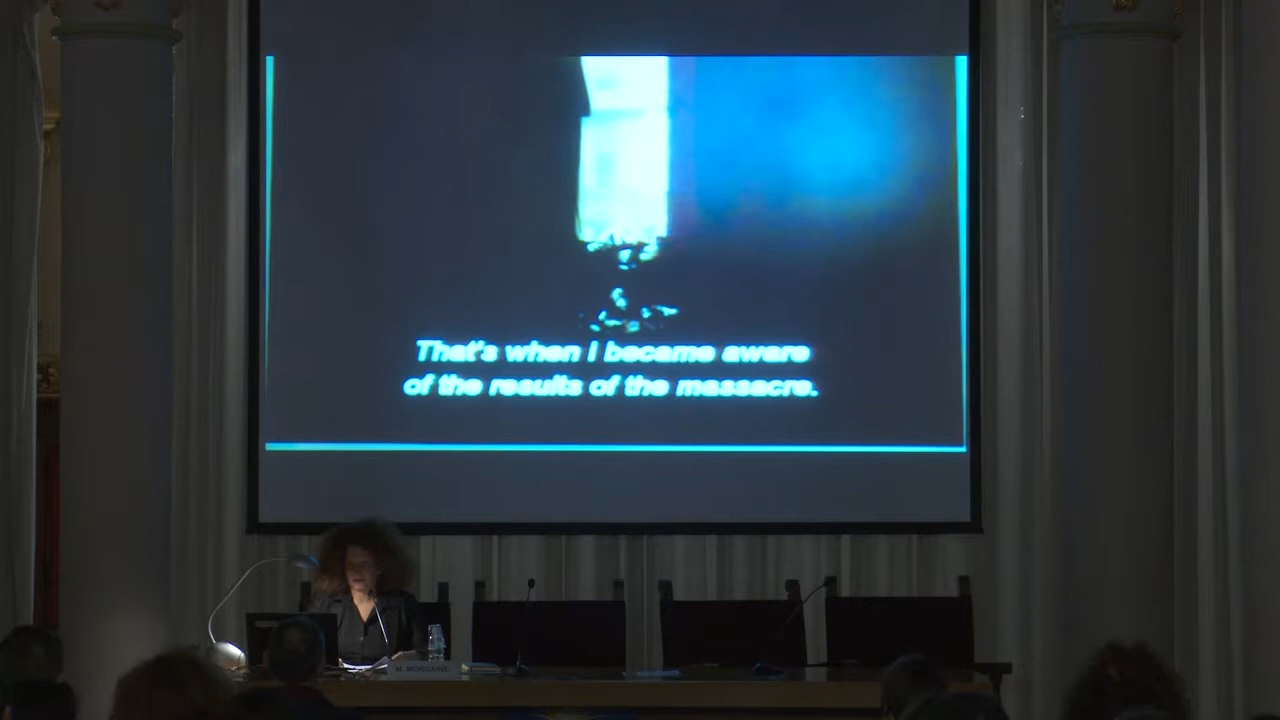 That's when I became aware
of the results of the massacre.